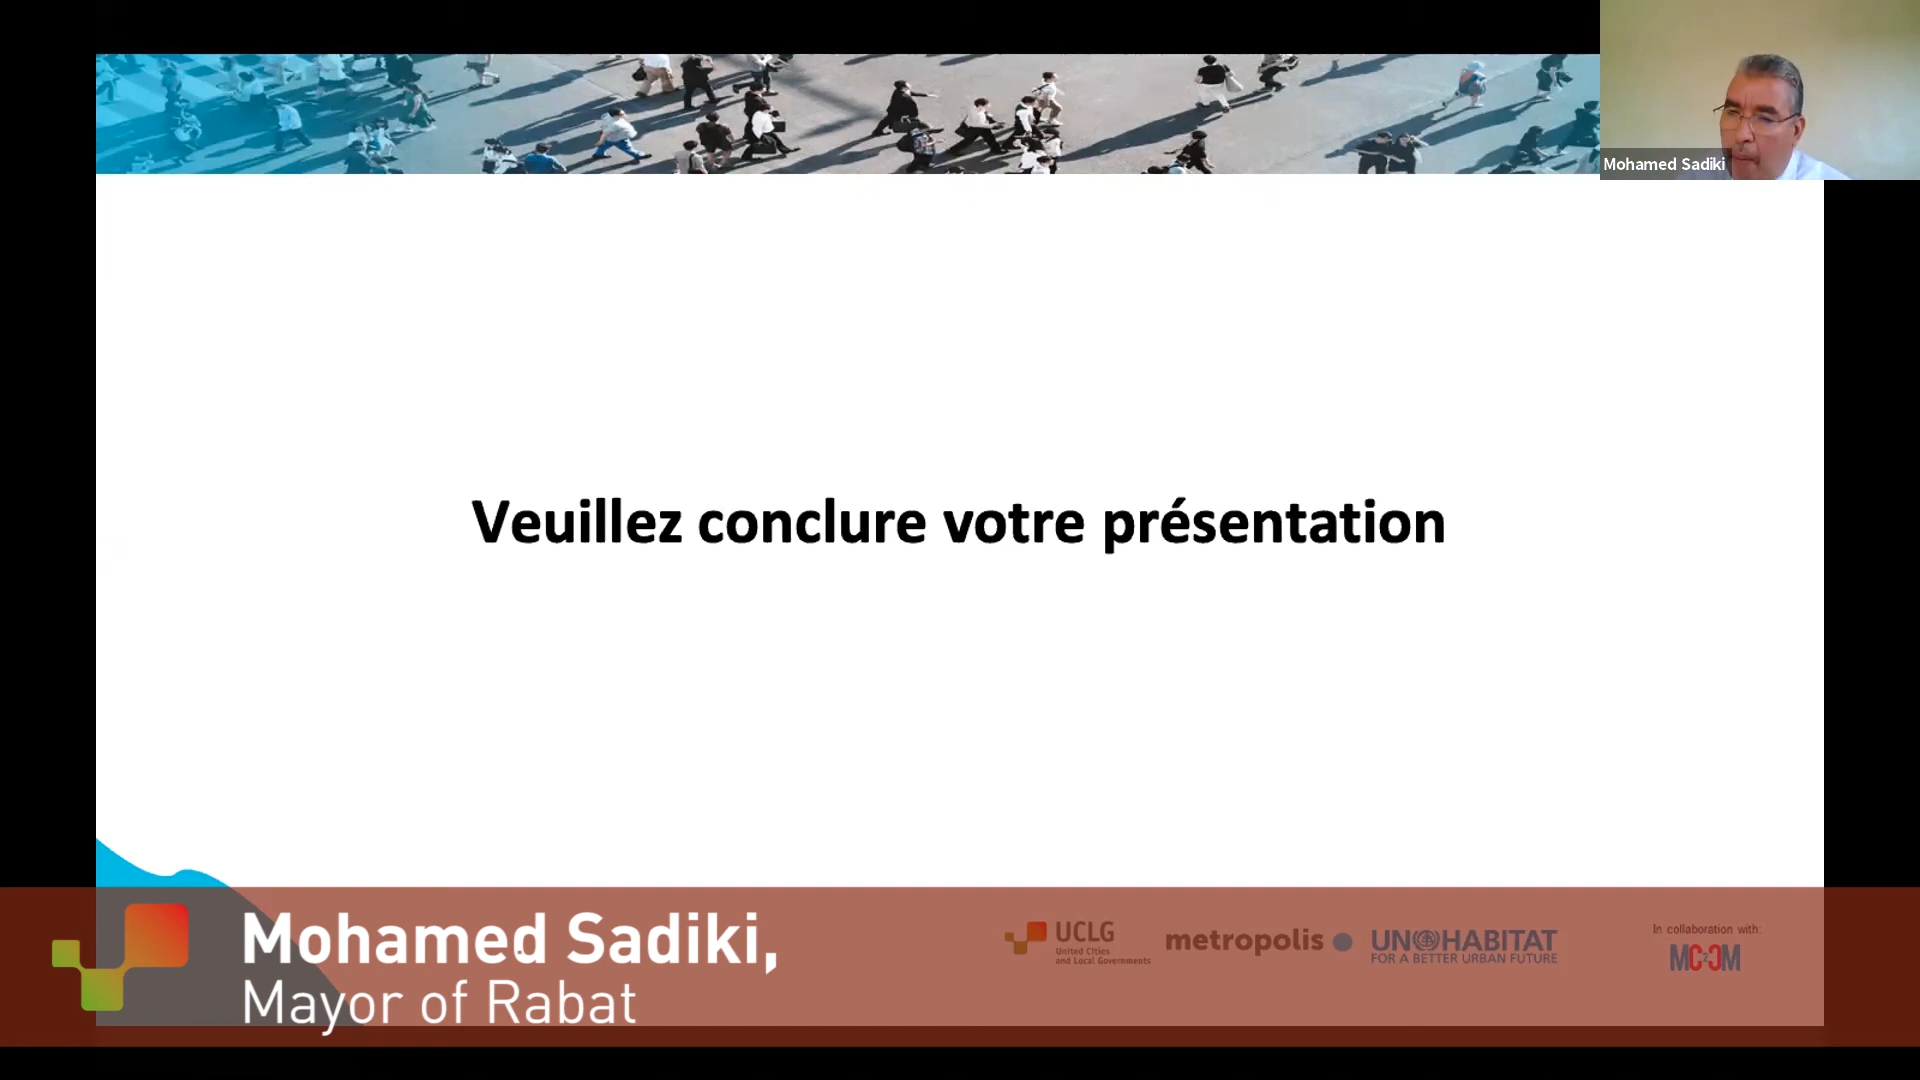 Mohamed Sadiki
Veuillez conclure votre présentation
Mohamed Sadiki,
Mayor of Rabat
UCLG
United Cities
and Local Governments
metropolis
UN HABITAT
FOR A BETTER URBAN FUTURE
In collaboration with:
MC2CM